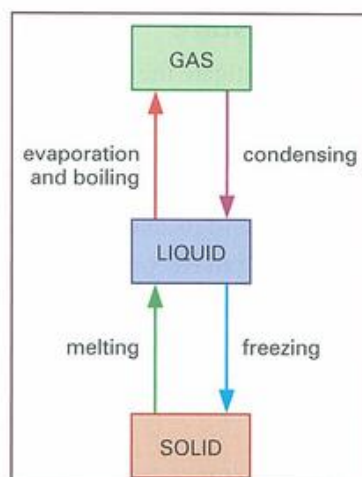 GAS
evaporation
and boiling
condensing
LIQUID
melting
freezing
SOLID